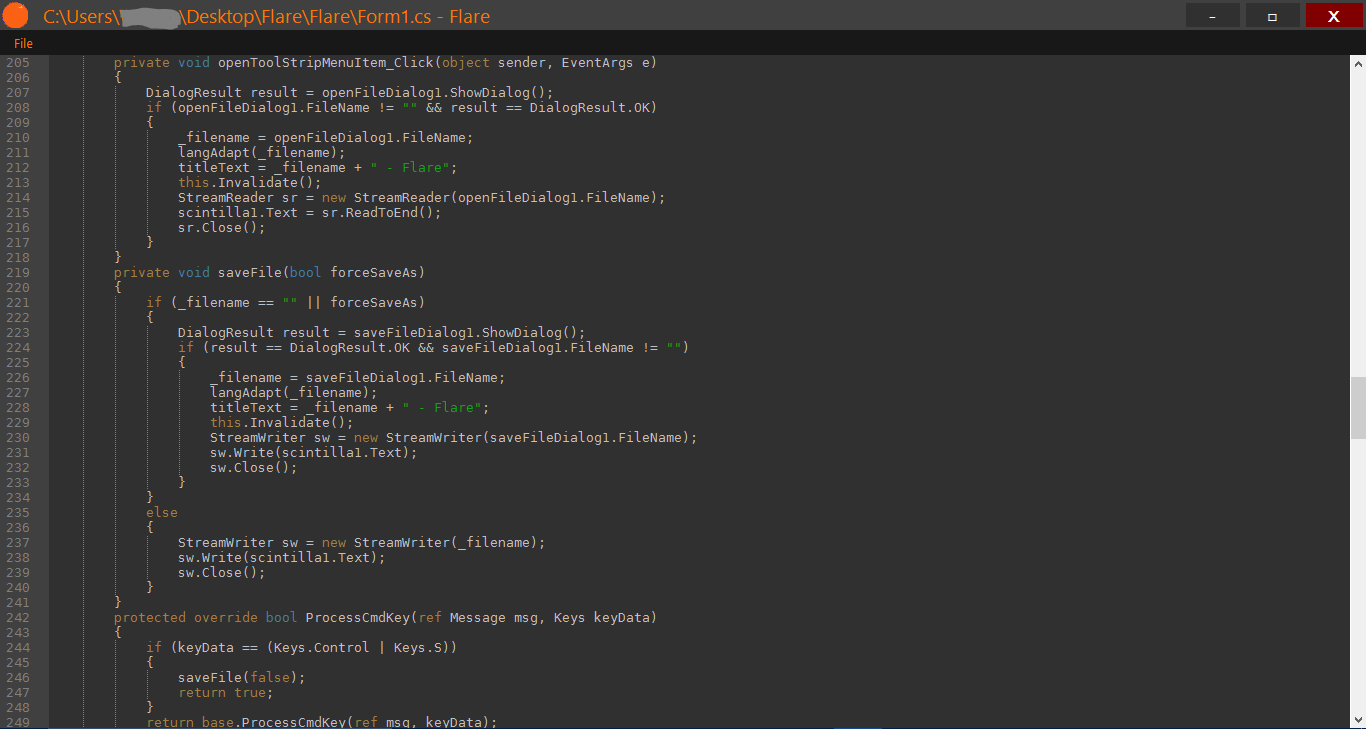 C:\Users\ \Desktop\Flare\Flare\Form1.cs - Flare
- □ X
File
205 private void openToolStripMenuItem_Click(object sender, EventArgs e)
206 {
207 DialogResult result = openFileDialog1.ShowDialog();
208 if (openFileDialog1.FileName != "" && result == DialogResult.OK)
209 {
210 _filename = openFileDialog1.FileName;
211 langAdapt(_filename);
212 titleText = _filename + " - Flare";
213 this.Invalidate();
214 StreamReader sr = new StreamReader(openFileDialog1.FileName);
215 scintilla1.Text = sr.ReadToEnd();
216 sr.Close();
217 }
218 }
219 private void saveFile(bool forceSaveAs)
220 {
221 if (_filename == "" || forceSaveAs)
222 {
223 DialogResult result = saveFileDialog1.ShowDialog();
224 if (result == DialogResult.OK && saveFileDialog1.FileName != "")
225 {
226 _filename = saveFileDialog1.FileName;
227 langAdapt(_filename);
228 titleText = _filename + " - Flare";
229 this.Invalidate();
230 StreamWriter sw = new StreamWriter(saveFileDialog1.FileName);
231 sw.Write(scintilla1.Text);
232 sw.Close();
233 }
234 }
235 else
236 {
237 StreamWriter sw = new StreamWriter(_filename);
238 sw.Write(scintilla1.Text);
239 sw.Close();
240 }
241 }
242 protected override bool ProcessCmdKey(ref Message msg, Keys keyData)
243 {
244 if (keyData == (Keys.Control | Keys.S))
245 {
246 saveFile(false);
247 return true;
248 }
249 return base.ProcessCmdKey(ref msg, keyData);